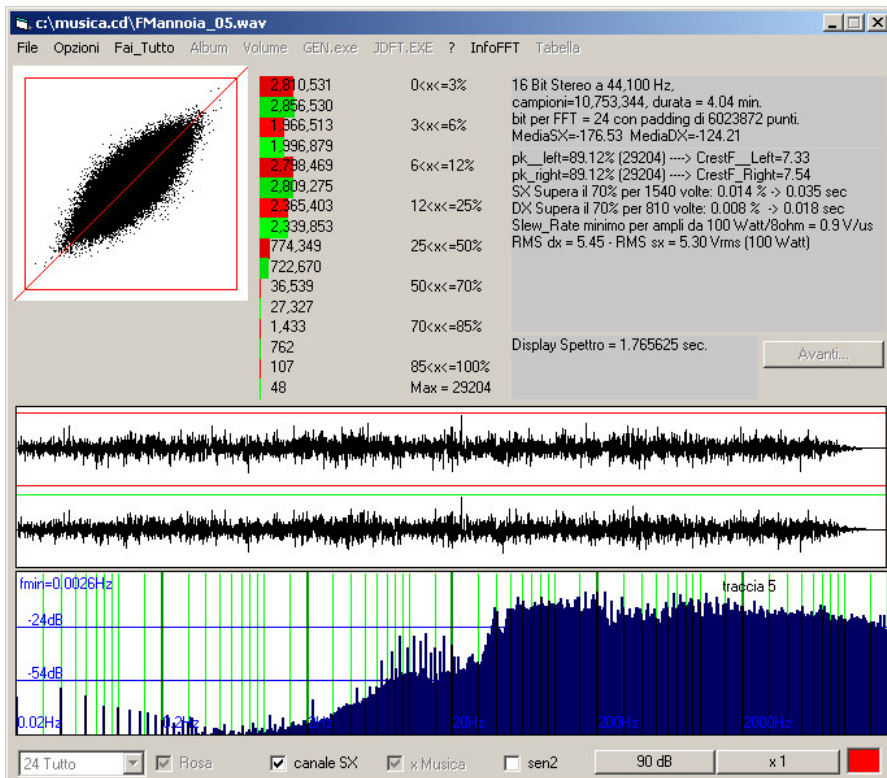 c:\musica.cd\FMannoia_05.wav
File Opzioni Fai_Tutto Album Volume GEN.exe JDFT.EXE ? InfoFFT Tabella
2,810,531 0<x<=3%
2,856,530
1,966,513 3<x<=6%
1,996,879
2,798,469 6<x<=12%
2,809,275
2,365,403 12<x<=25%
2,339,853
774,349 25<x<=50%
722,670
36,539 50<x<=70%
27,327
1,433 70<x<=85%
762
107 85<x<=100%
48 Max = 29204
16 Bit Stereo a 44,100 Hz,
campioni=10,753,344, durata = 4.04 min.
bit per FFT = 24 con padding di 6023872 punti.
MediaSX=-176.53 MediaDX=-124.21
pk__left=89.12% (29204) ----> CrestF__Left=7.33
pk_right=89.12% (29204) ----> CrestF_Right=7.54
SX Supera il 70% per 1540 volte: 0.014 % -> 0.035 sec
DX Supera il 70% per 810 volte: 0.008 % -> 0.018 sec
Slew_Rate minimo per ampli da 100 Watt/8ohm = 0.9 V/us
RMS dx = 5.45 - RMS sx = 5.30 Vrms (100 Watt)
Display Spettro = 1.765625 sec.
Avanti...
fmin=0.0026Hz traccia 5
-24dB
-54dB
0.02Hz 0.2Hz 2Hz 20Hz 200Hz 2000Hz
24 Tutto Rosa canale SX x Musica sen2 90 dB x 1